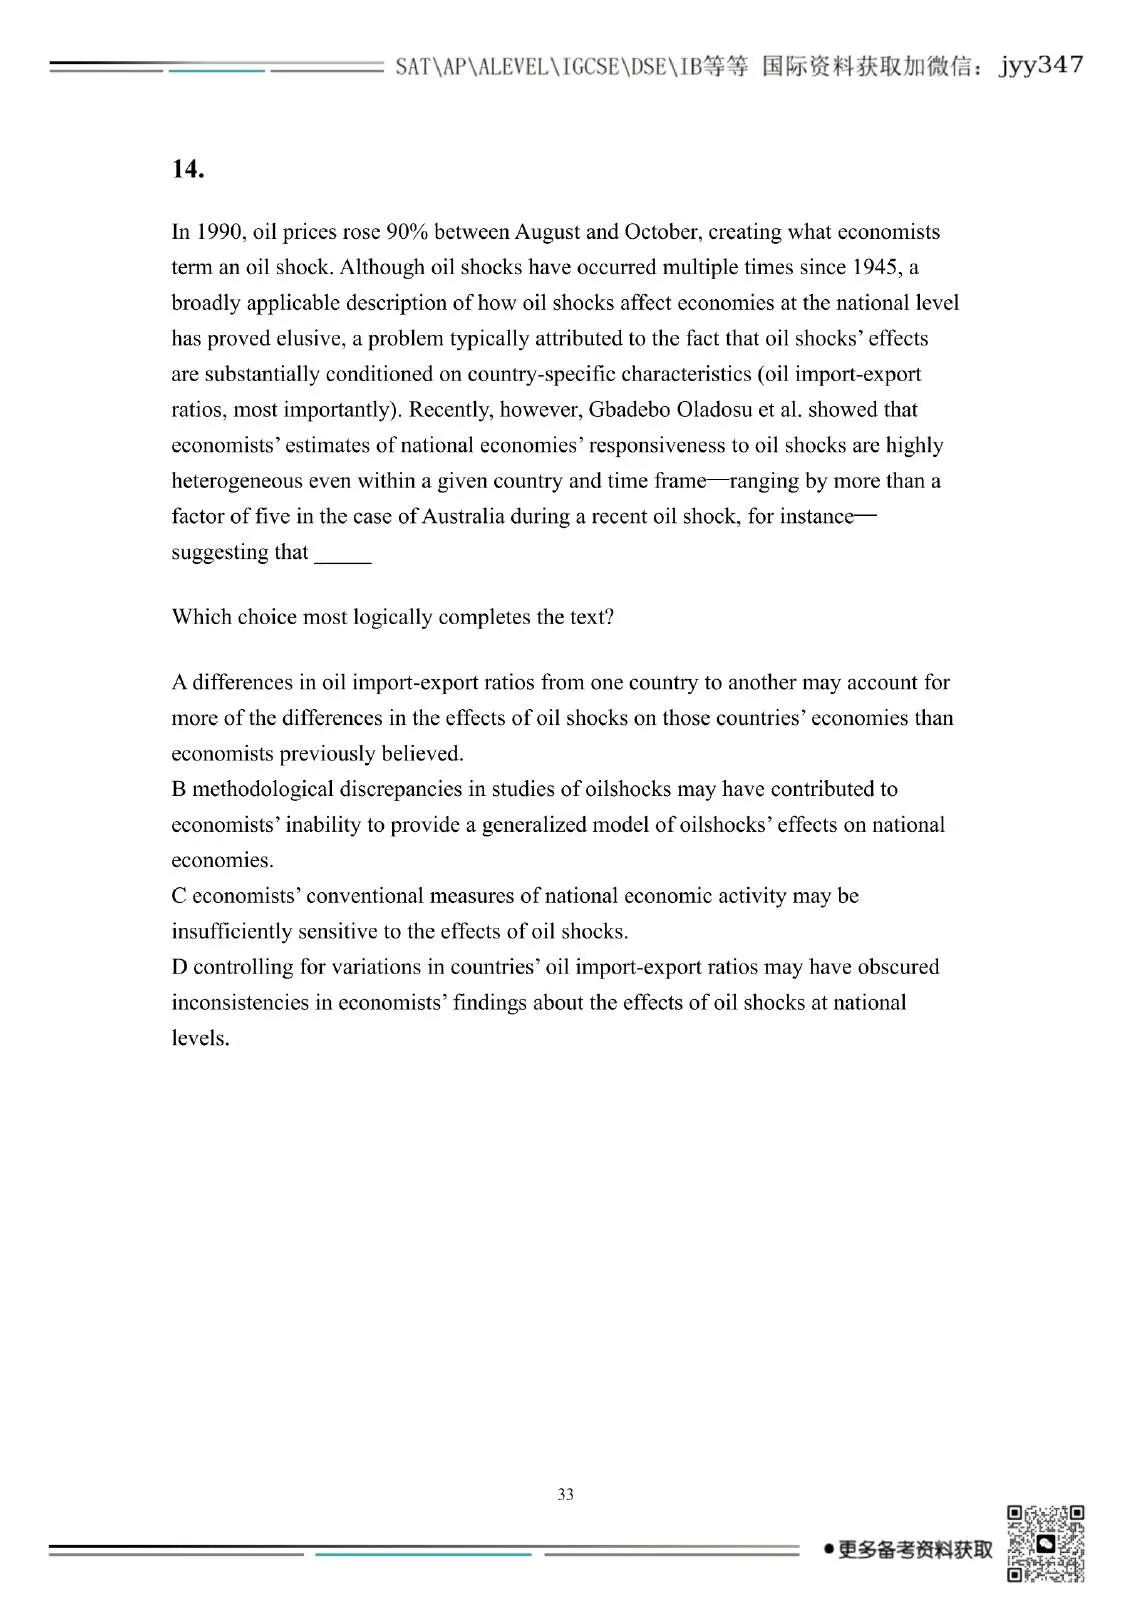 SAT\AP\ALEVEL\IGCSE\DSE\IB等等 国际资料获取加微信：jyy347
14.
In 1990, oil prices rose 90% between August and October, creating what economists
term an oil shock. Although oil shocks have occurred multiple times since 1945, a
broadly applicable description of how oil shocks affect economies at the national level
has proved elusive, a problem typically attributed to the fact that oil shocks’ effects
are substantially conditioned on country-specific characteristics (oil import-export
ratios, most importantly). Recently, however, Gbadebo Oladosu et al. showed that
economists’ estimates of national economies’ responsiveness to oil shocks are highly
heterogeneous even within a given country and time frame—ranging by more than a
factor of five in the case of Australia during a recent oil shock, for instance—
suggesting that _____
Which choice most logically completes the text?
A differences in oil import-export ratios from one country to another may account for
more of the differences in the effects of oil shocks on those countries’ economies than
economists previously believed.
B methodological discrepancies in studies of oilshocks may have contributed to
economists’ inability to provide a generalized model of oilshocks’ effects on national
economies.
C economists’ conventional measures of national economic activity may be
insufficiently sensitive to the effects of oil shocks.
D controlling for variations in countries’ oil import-export ratios may have obscured
inconsistencies in economists’ findings about the effects of oil shocks at national
levels.
33
●更多备考资料获取